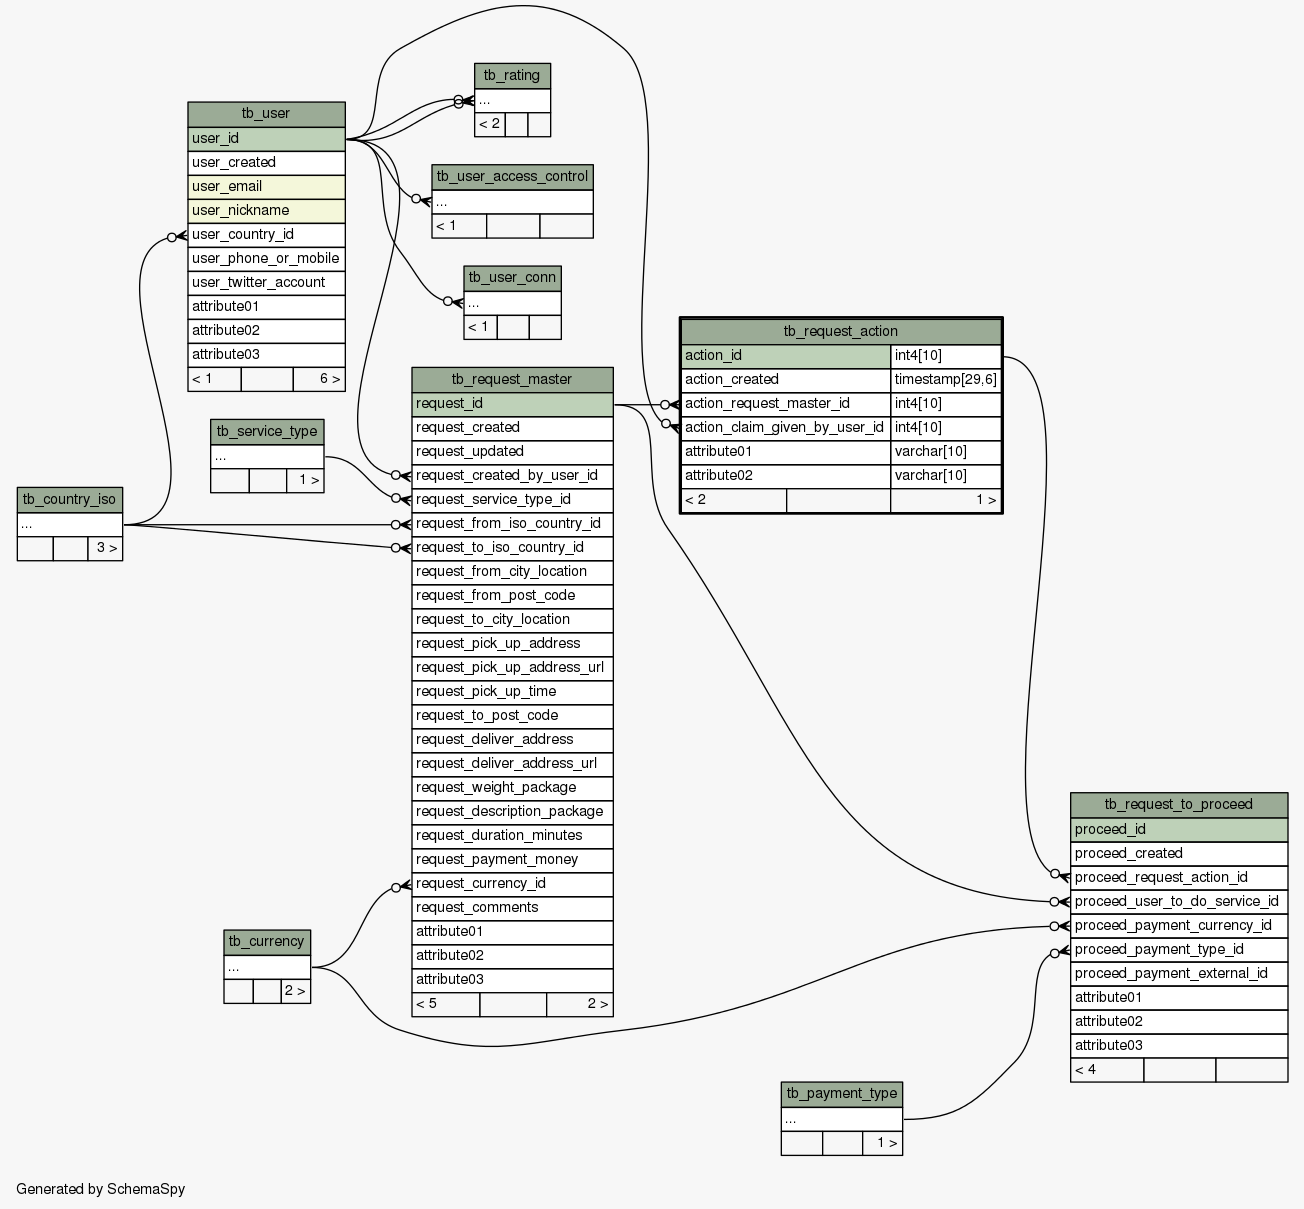 tb_rating
...
< 2
tb_user
user_id
user_created
user_email
user_nickname
user_country_id
user_phone_or_mobile
user_twitter_account
attribute01
attribute02
attribute03
< 1 6 >
tb_user_access_control
...
< 1
tb_user_conn
...
< 1
tb_request_action
action_id int4[10]
action_created timestamp[29,6]
action_request_master_id int4[10]
action_claim_given_by_user_id int4[10]
attribute01 varchar[10]
attribute02 varchar[10]
< 2 1 >
tb_request_master
request_id
request_created
request_updated
request_created_by_user_id
request_service_type_id
request_from_iso_country_id
request_to_iso_country_id
request_from_city_location
request_from_post_code
request_to_city_location
request_pick_up_address
request_pick_up_address_url
request_pick_up_time
request_to_post_code
request_deliver_address
request_deliver_address_url
request_weight_package
request_description_package
request_duration_minutes
request_payment_money
request_currency_id
request_comments
attribute01
attribute02
attribute03
< 5 2 >
tb_service_type
...
1 >
tb_country_iso
...
3 >
tb_request_to_proceed
proceed_id
proceed_created
proceed_request_action_id
proceed_user_to_do_service_id
proceed_payment_currency_id
proceed_payment_type_id
proceed_payment_external_id
attribute01
attribute02
attribute03
< 4
tb_currency
...
2 >
tb_payment_type
...
1 >
Generated by SchemaSpy